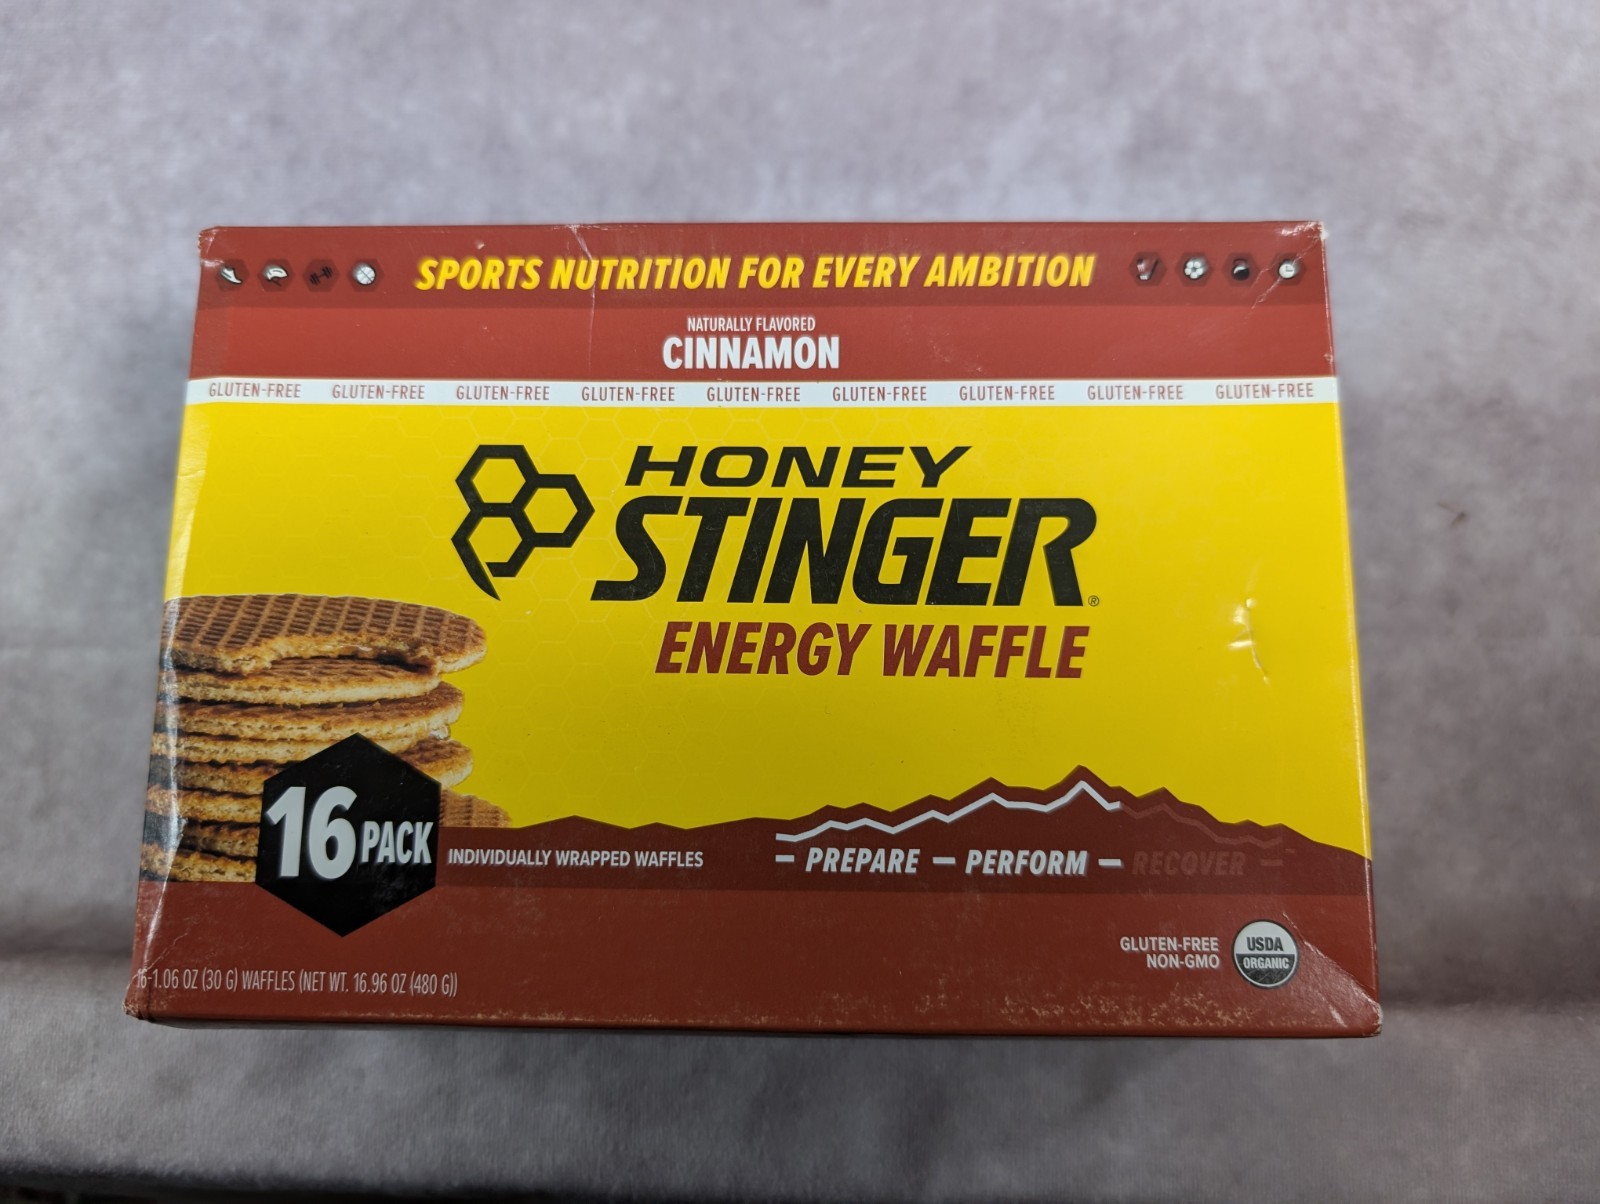 SPORTS NUTRITION FOR EVERY AMBITION
NATURALLY FLAVORED
CINNAMON
GLUTEN-FREE GLUTEN-FREE GLUTEN-FREE GLUTEN-FREE GLUTEN-FREE GLUTEN-FREE GLUTEN-FREE GLUTEN-FREE GLUTEN-FREE
HONEY
STINGER®
ENERGY WAFFLE
16 PACK
INDIVIDUALLY WRAPPED WAFFLES
– PREPARE – PERFORM – RECOVER –
GLUTEN-FREE
NON-GMO
USDA
ORGANIC
16-1.06 OZ (30 G) WAFFLES (NET WT. 16.96 OZ (480 G))